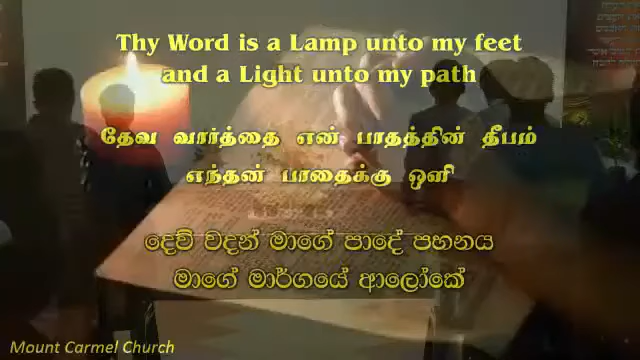 Thy Word is a Lamp unto my feet
and a Light unto my path
தேவ வார்த்தை என் பாதத்தின் தீபம்
எந்தன் பாதைக்கு ஒளி
දෙව් වදන් මාගේ පාදේ පහනය
මාගේ මාර්ගයේ ආලෝකේ
Mount Carmel Church